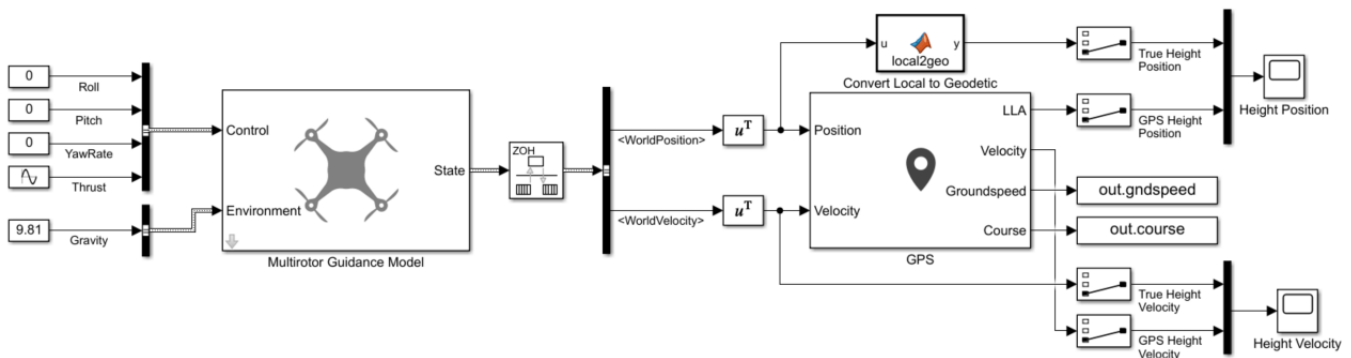 0
Roll
0
Pitch
0
YawRate
Thrust
9.81
Gravity
Control
Environment
State
Multirotor Guidance Model
ZOH
<WorldPosition>
<WorldVelocity>
uᵀ
uᵀ
u
y
local2geo
Convert Local to Geodetic
Position
Velocity
LLA
Velocity
Groundspeed
Course
GPS
True Height
Position
GPS Height
Position
Height Position
out.gndspeed
out.course
True Height
Velocity
GPS Height
Velocity
Height Velocity